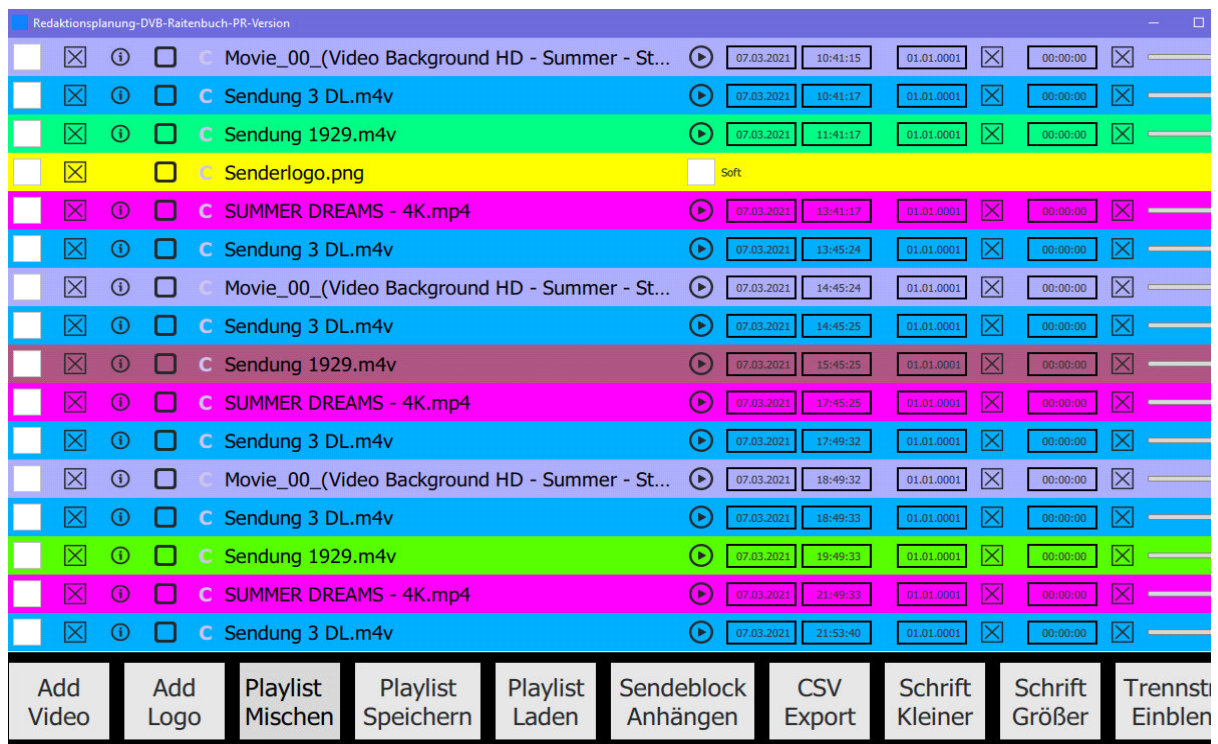 Redaktionsplanung-DVB-Raitenbuch-PR-Version
C Movie_00_(Video Background HD - Summer - St... 07.03.2021 10:41:15 01.01.0001 00:00:00
C Sendung 3 DL.m4v 07.03.2021 10:41:17 01.01.0001 00:00:00
C Sendung 1929.m4v 07.03.2021 11:41:17 01.01.0001 00:00:00
C Senderlogo.png Soft
C SUMMER DREAMS - 4K.mp4 07.03.2021 13:41:17 01.01.0001 00:00:00
C Sendung 3 DL.m4v 07.03.2021 13:45:24 01.01.0001 00:00:00
C Movie_00_(Video Background HD - Summer - St... 07.03.2021 14:45:24 01.01.0001 00:00:00
C Sendung 3 DL.m4v 07.03.2021 14:45:25 01.01.0001 00:00:00
C Sendung 1929.m4v 07.03.2021 15:45:25 01.01.0001 00:00:00
C SUMMER DREAMS - 4K.mp4 07.03.2021 17:45:25 01.01.0001 00:00:00
C Sendung 3 DL.m4v 07.03.2021 17:49:32 01.01.0001 00:00:00
C Movie_00_(Video Background HD - Summer - St... 07.03.2021 18:49:32 01.01.0001 00:00:00
C Sendung 3 DL.m4v 07.03.2021 18:49:33 01.01.0001 00:00:00
C Sendung 1929.m4v 07.03.2021 19:49:33 01.01.0001 00:00:00
C SUMMER DREAMS - 4K.mp4 07.03.2021 21:49:33 01.01.0001 00:00:00
C Sendung 3 DL.m4v 07.03.2021 21:53:40 01.01.0001 00:00:00
Add Add Playlist Playlist Playlist Sendeblock CSV Schrift Schrift Trennstr
Video Logo Mischen Speichern Laden Anhängen Export Kleiner Größer Einblen